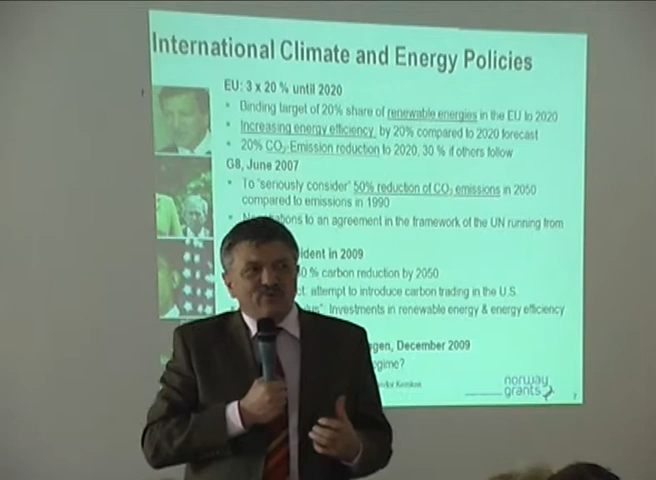 International Climate and Energy Policies
EU: 3 x 20 % until 2020
• Binding target of 20% share of renewable energies in the EU to 2020
• Increasing energy efficiency by 20% compared to 2020 forecast
• 20% CO2-Emission reduction to 2020, 30 % if others follow
G8, June 2007
• To "seriously consider" 50% reduction of CO2 emissions in 2050
compared to emissions in 1990
to an agreement in the framework of the UN running from
in 2009
0 % carbon reduction by 2050
attempt to introduce carbon trading in the U.S.
Investments in renewable energy & energy efficiency
December 2009
norway
grants